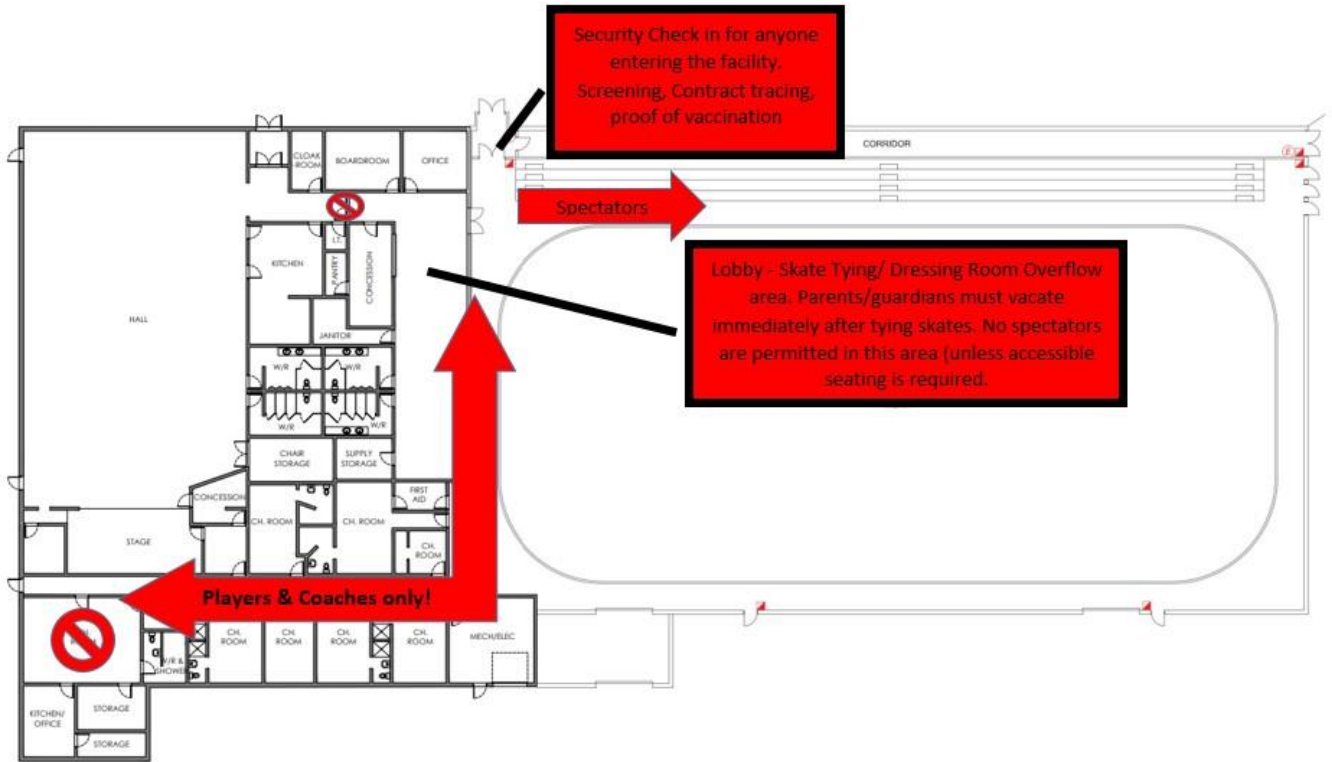 Security Check in for anyone
entering the facility.
Screening, Contract tracing,
proof of vaccination
CORRIDOR
E
CLOAK
ROOM
BOARDROOM
OFFICE
Spectators
LT.
KITCHEN
PANTRY
CONCESSION
Lobby - Skate Tying/ Dressing Room Overflow
area. Parents/guardians must vacate
immediately after tying skates. No spectators
are permitted in this area (unless accessible
seating is required.
HALL
JANITOR
W/R
W/R
W/R
W/R
CHAIR
STORAGE
SUPPLY
STORAGE
CONCESSION
FIRST
AID
CH. ROOM
CH. ROOM
STAGE
CH.
ROOM
Players & Coaches only!
CH.
ROOM
CH.
ROOM
CH.
ROOM
CH.
ROOM
MECH/ELEC
W/R &
SHOWER
KITCHEN/
OFFICE
STORAGE
STORAGE